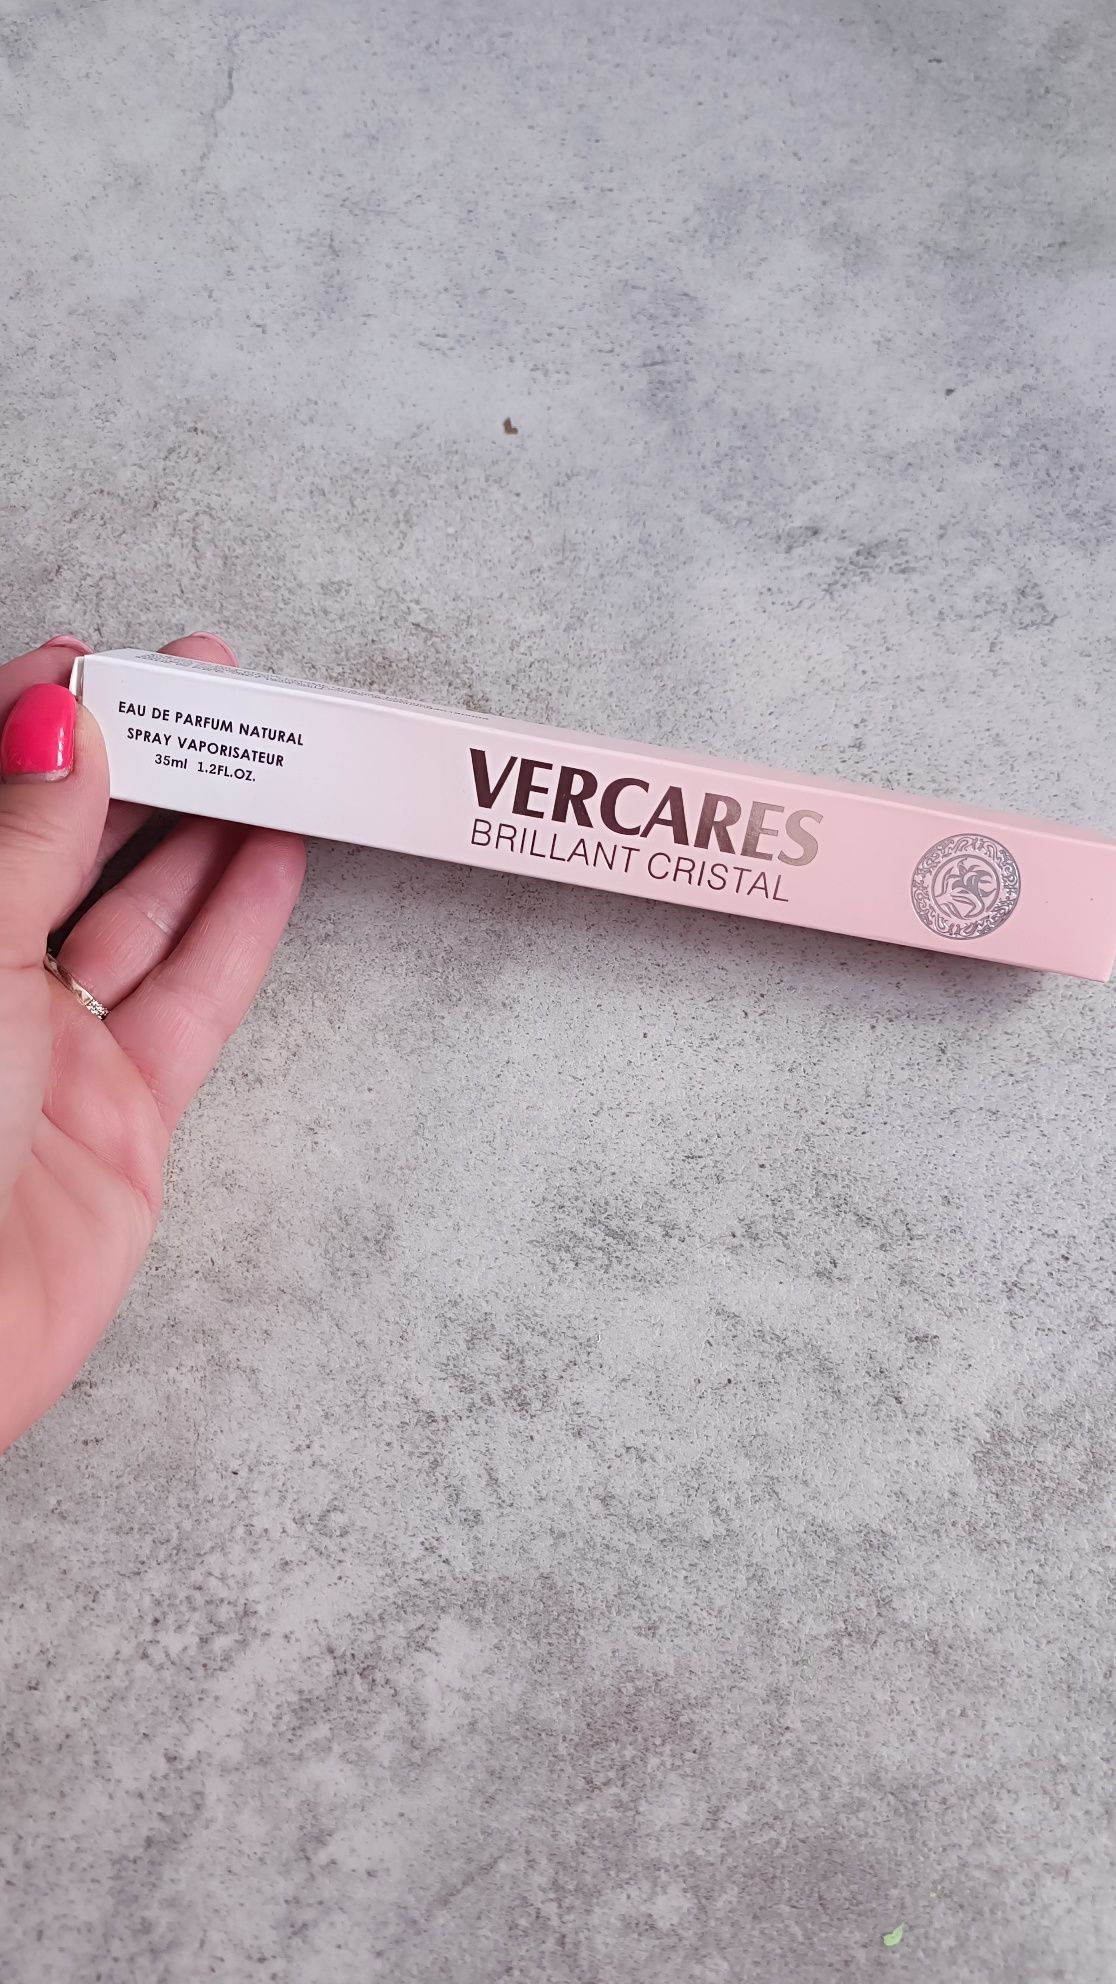 EAU DE PARFUM NATURAL
SPRAY VAPORISATEUR
35ml 1.2FL.OZ.
VERCARES
BRILLANT CRISTAL